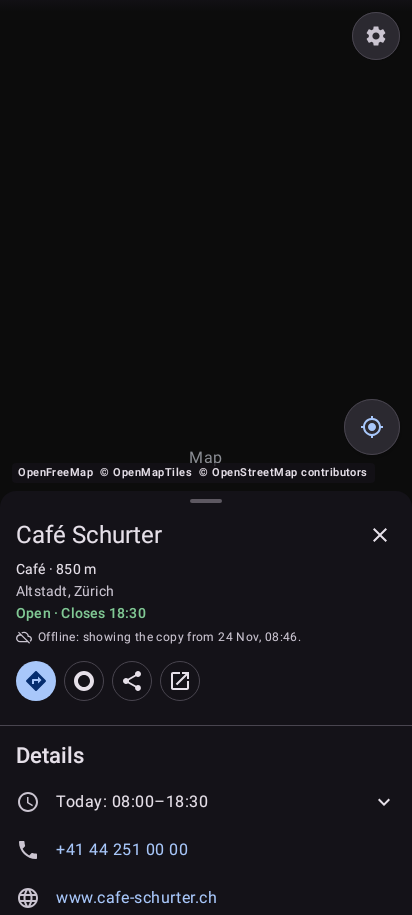 Map
OpenFreeMap © OpenMapTiles © OpenStreetMap contributors
Café Schurter
Café · 850 m
Altstadt, Zürich
Open · Closes 18:30
Offline: showing the copy from 24 Nov, 08:46.
Details
Today: 08:00–18:30
+41 44 251 00 00
www.cafe-schurter.ch